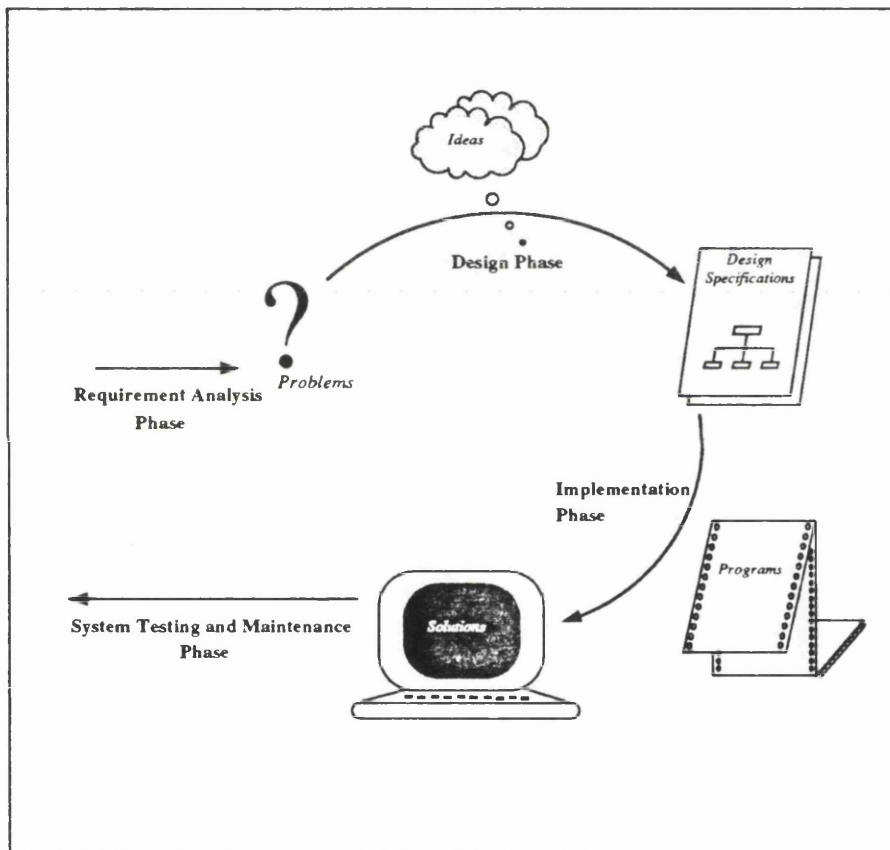 Ideas
Design Phase
Design
Specifications
Problems
Requirement Analysis
Phase
Implementation
Phase
Programs
Solutions
System Testing and Maintenance
Phase